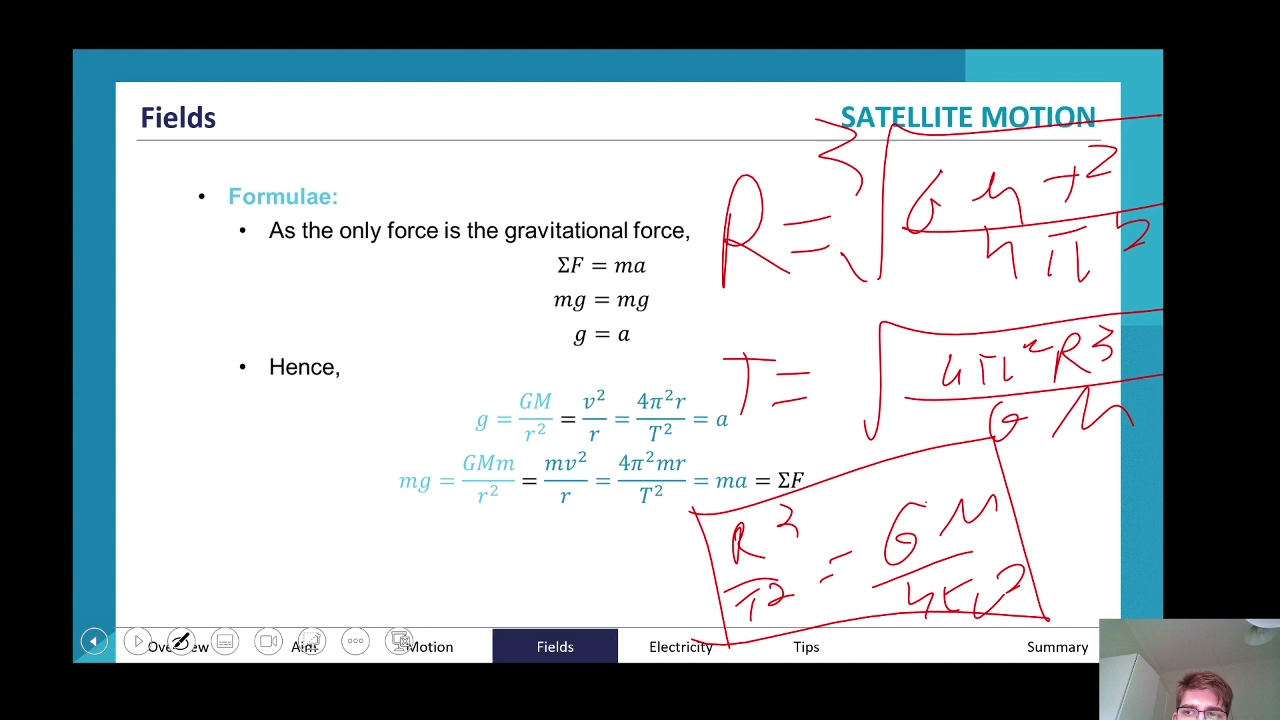 Fields
SATELLITE MOTION
• Formulae:
• As the only force is the gravitational force,
ΣF = ma
mg = mg
g = a
• Hence,
g = GM/r² = v²/r = 4π²r/T² = a
mg = GMm/r² = mv²/r = 4π²mr/T² = ma = ΣF
R = ∛(GMT²/4π²)
T = √(4π²R³/GM)
R³/T² = GM/4π²
Overview
Aims
Motion
Fields
Electricity
Tips
Summary